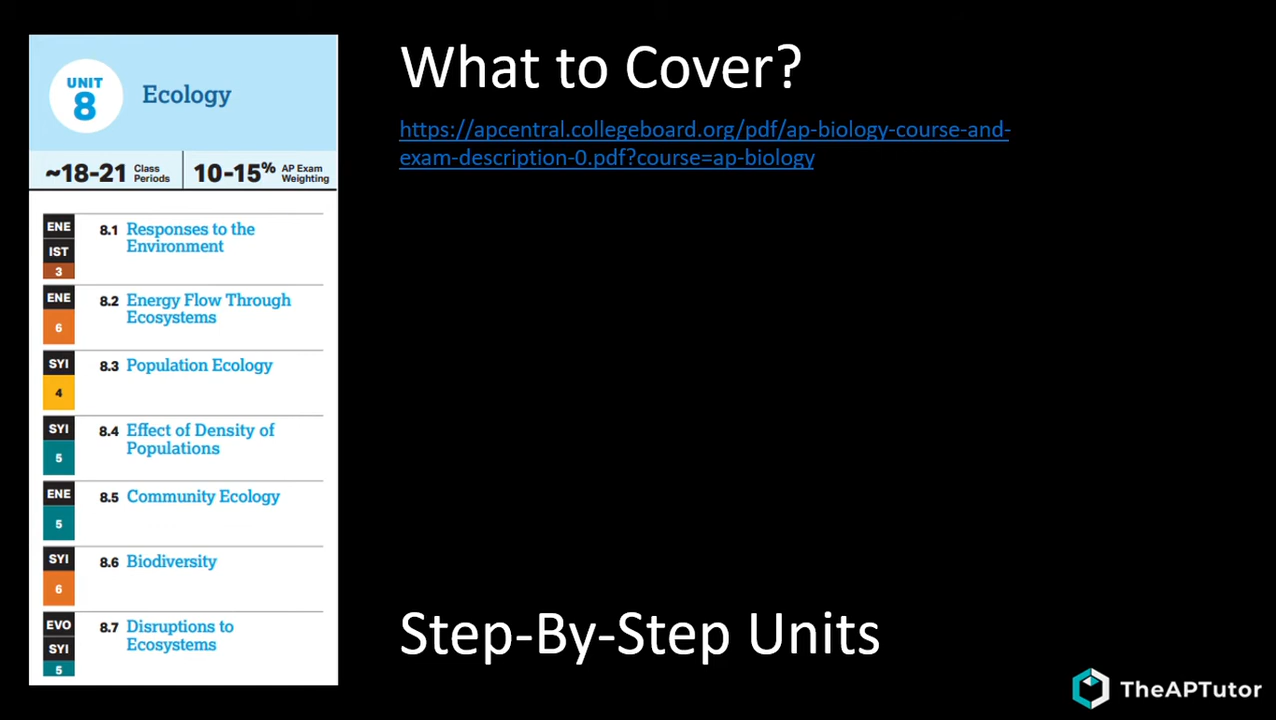 What to Cover?
https://apcentral.collegeboard.org/pdf/ap-biology-course-and-
exam-description-0.pdf?course=ap-biology
UNIT
8
Ecology
~18-21 Class
Periods
10-15% AP Exam
Weighting
ENE
IST
3
8.1 Responses to the
Environment
ENE
6
8.2 Energy Flow Through
Ecosystems
SYI
4
8.3 Population Ecology
SYI
5
8.4 Effect of Density of
Populations
ENE
5
8.5 Community Ecology
SYI
6
8.6 Biodiversity
EVO
SYI
5
8.7 Disruptions to
Ecosystems
Step-By-Step Units
TheAPTutor